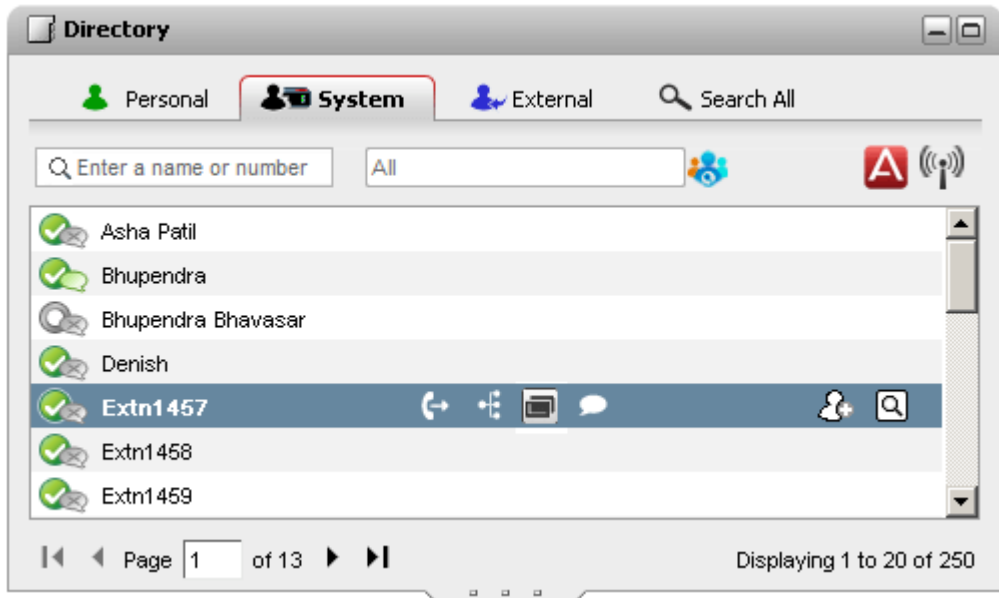 Directory
Personal System External Search All
Enter a name or number All A
Asha Patil
Bhupendra
Bhupendra Bhavasar
Denish
Extn1457
Extn1458
Extn1459
Page 1 of 13 Displaying 1 to 20 of 250